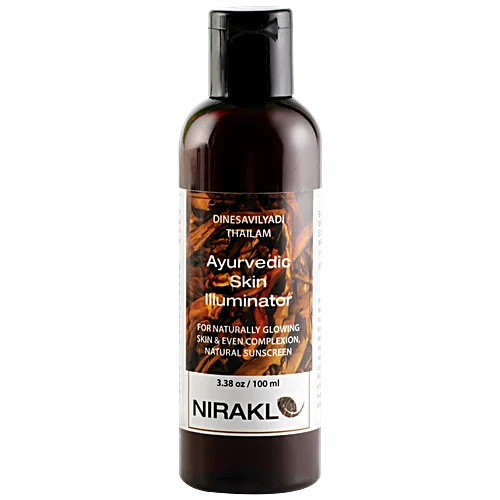 DINESAVILYADI
THAILAM
Ayurvedic
Skin
Illuminator
FOR NATURALLY GLOWING
SKIN & EVEN COMPLEXION,
NATURAL SUNSCREEN
3.38 oz / 100 ml
NIRAKL